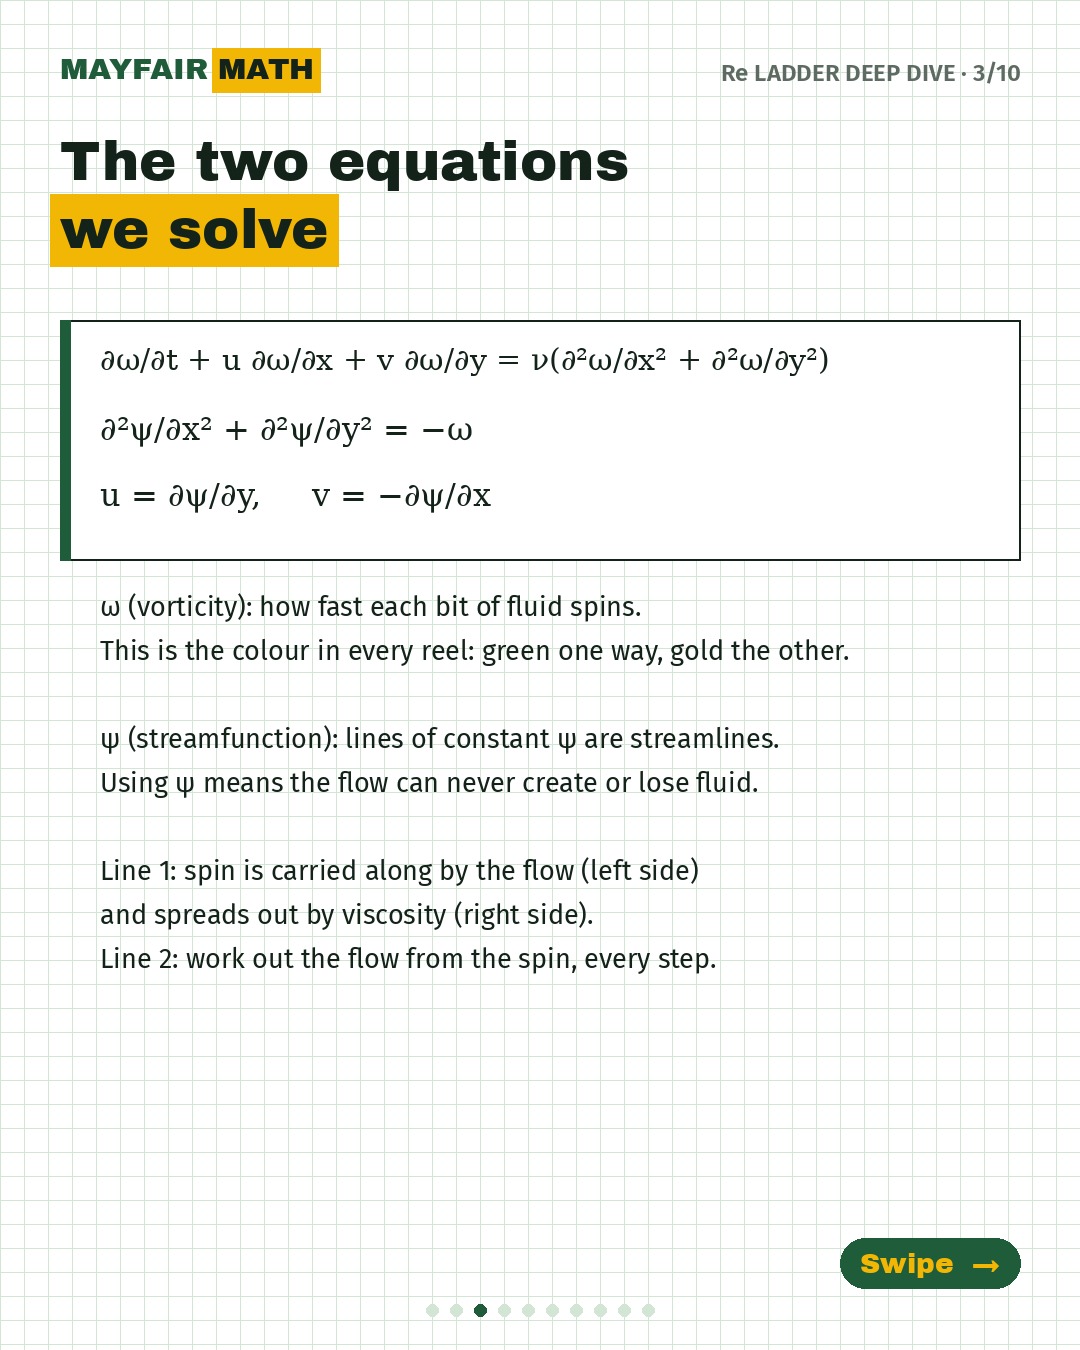 MAYFAIR MATH
Re LADDER DEEP DIVE · 3/10
The two equations
we solve
∂ω/∂t + u ∂ω/∂x + v ∂ω/∂y = ν(∂²ω/∂x² + ∂²ω/∂y²)
∂²ψ/∂x² + ∂²ψ/∂y² = −ω
u = ∂ψ/∂y, v = −∂ψ/∂x
ω (vorticity): how fast each bit of fluid spins.
This is the colour in every reel: green one way, gold the other.
ψ (streamfunction): lines of constant ψ are streamlines.
Using ψ means the flow can never create or lose fluid.
Line 1: spin is carried along by the flow (left side)
and spreads out by viscosity (right side).
Line 2: work out the flow from the spin, every step.
Swipe →